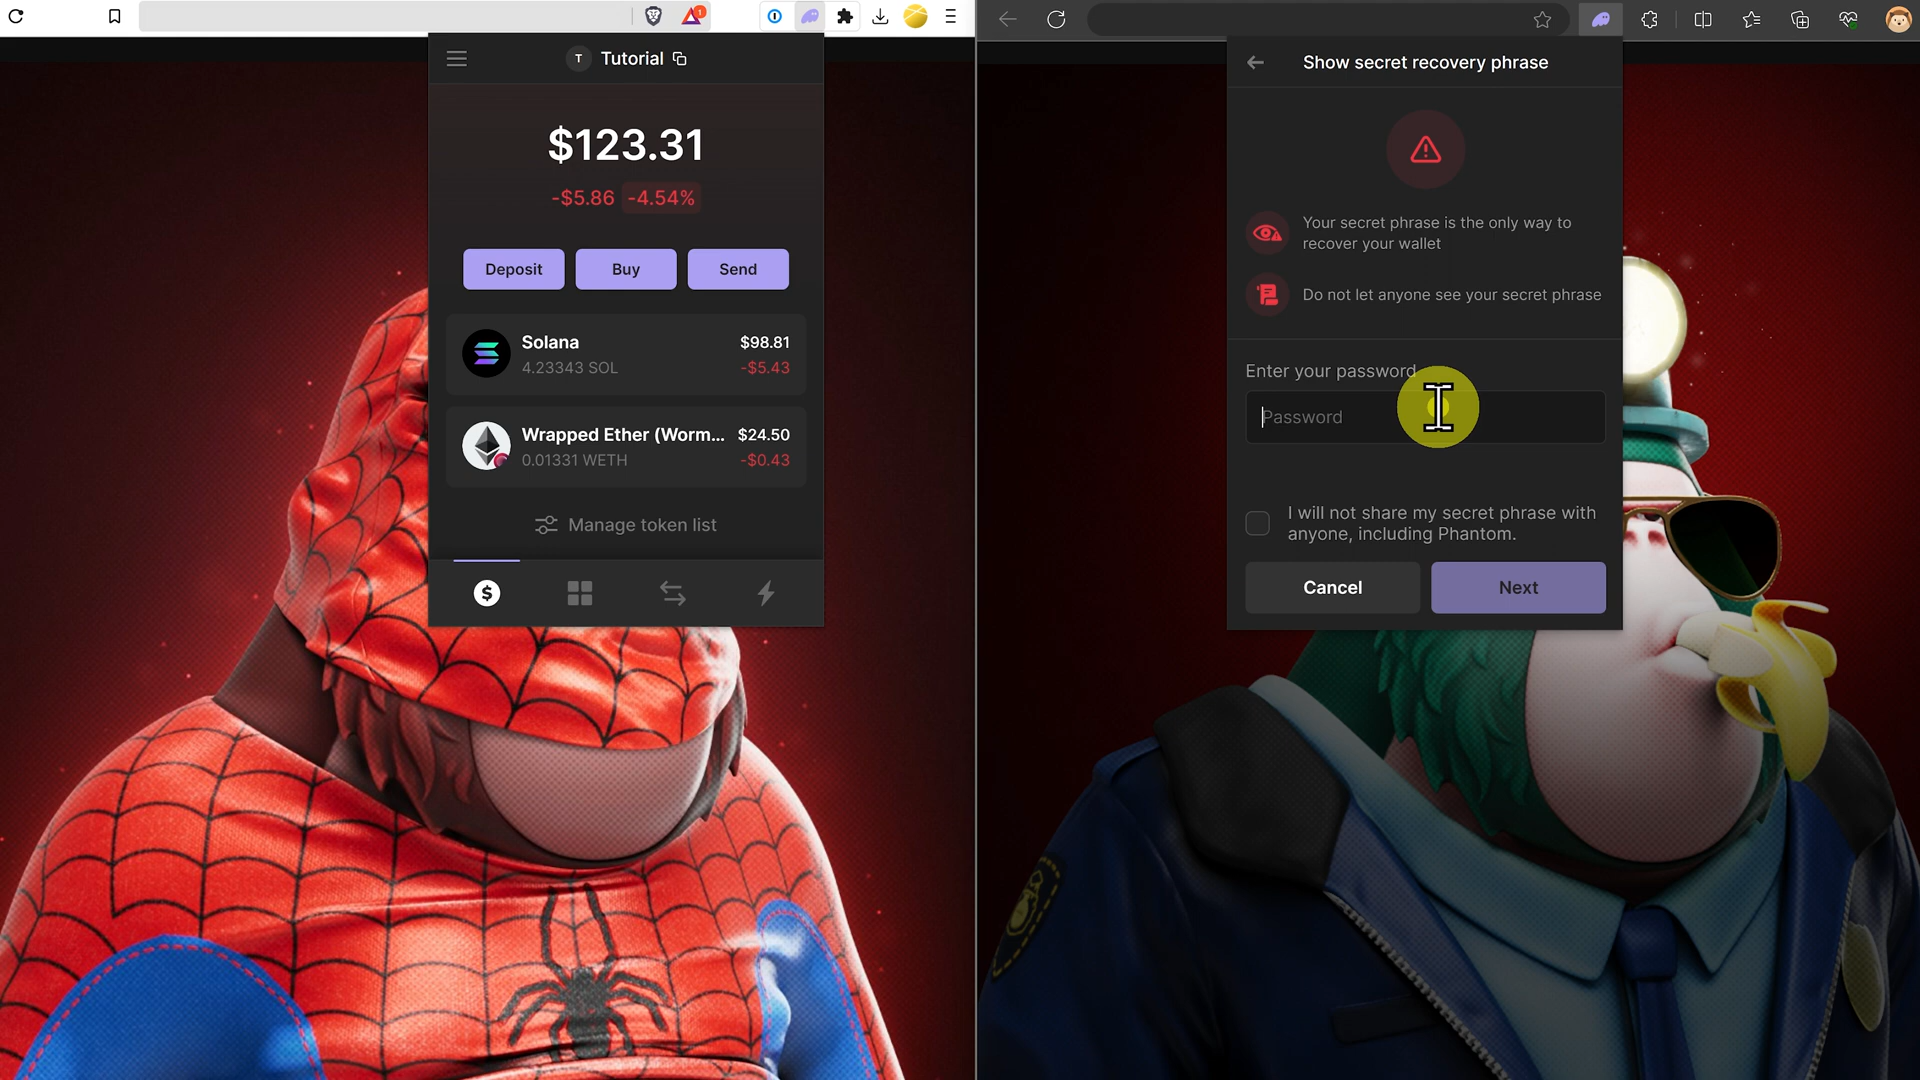 1
T Tutorial
$123.31
-$5.86 -4.54%
Deposit Buy Send
Solana $98.81
4.23343 SOL -$5.43
Wrapped Ether (Worm... $24.50
0.01331 WETH -$0.43
Manage token list
$
Show secret recovery phrase
Your secret phrase is the only way to
recover your wallet
Do not let anyone see your secret phrase
Enter your password
Password
I will not share my secret phrase with
anyone, including Phantom.
Cancel Next